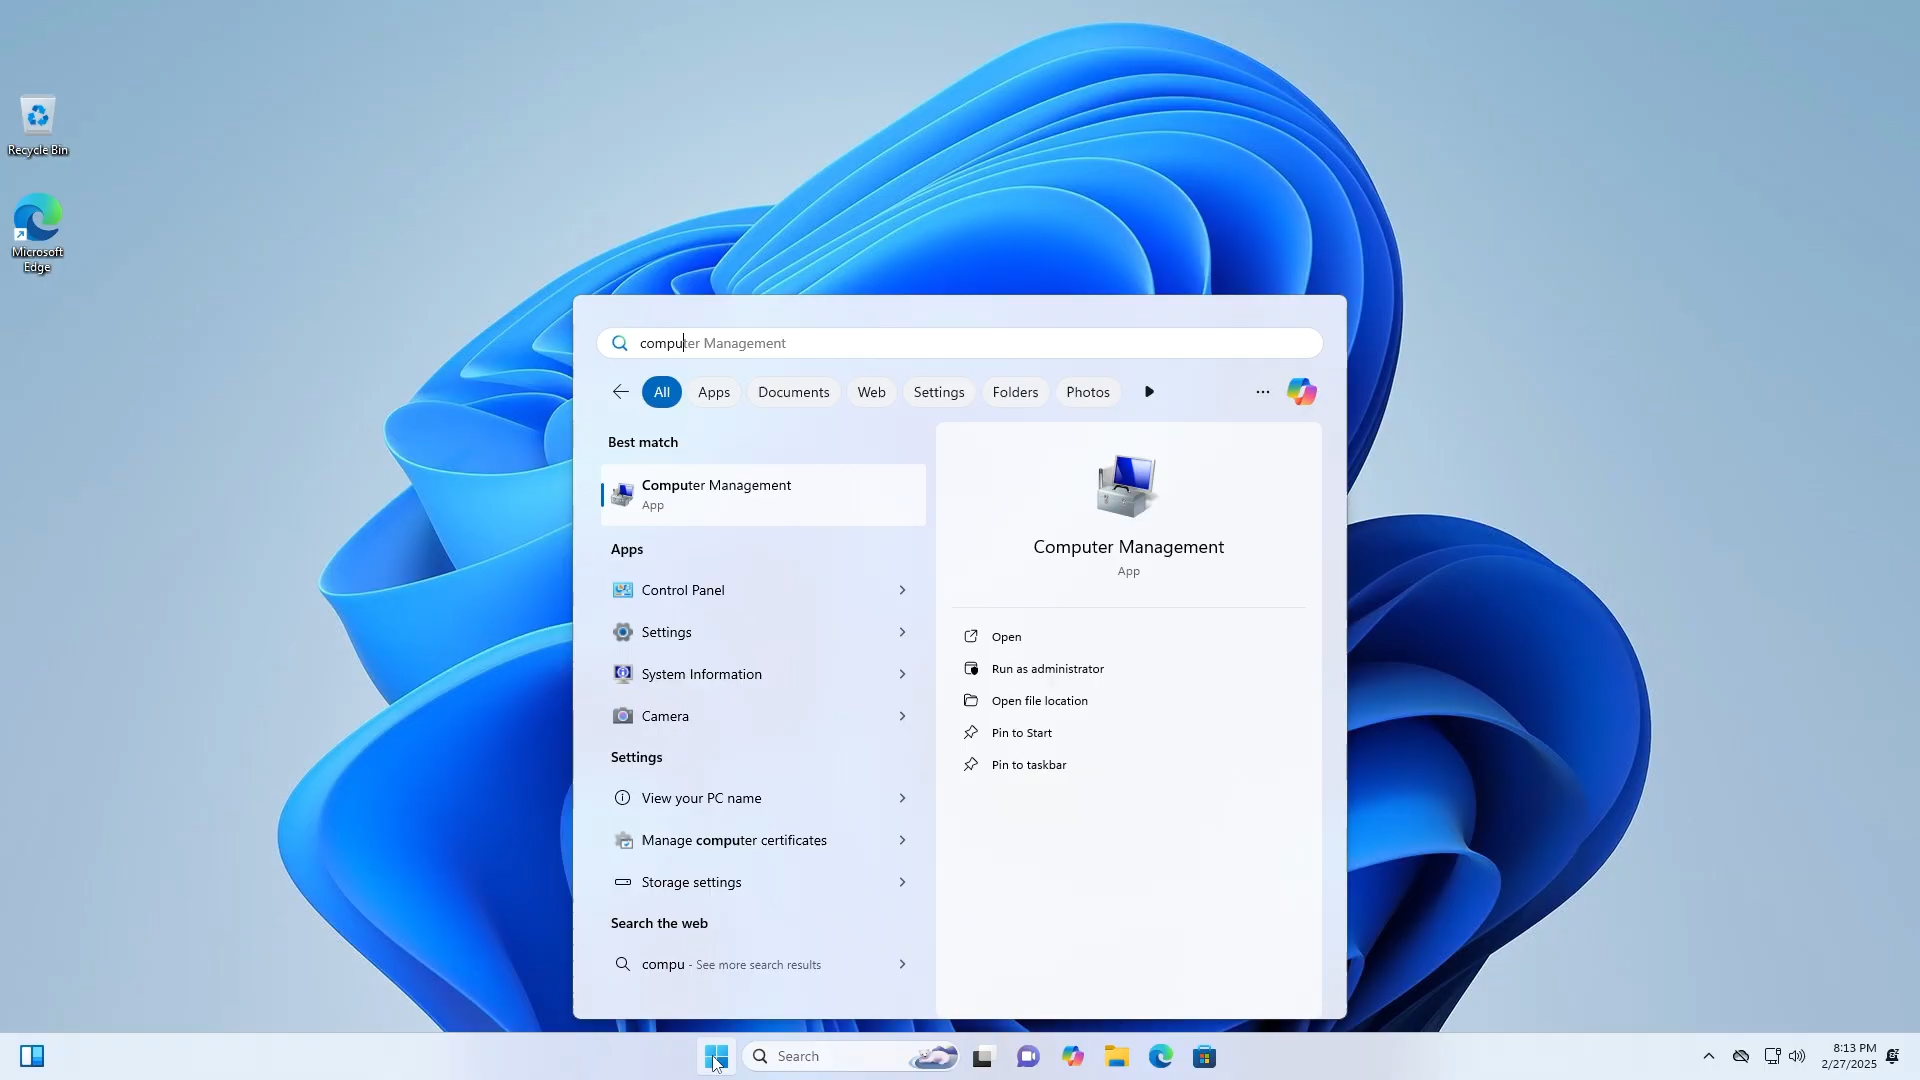 Recycle Bin
Microsoft
Edge
computer Management
All
Apps
Documents
Web
Settings
Folders
Photos
Best match
Computer Management
App
Apps
Control Panel
Settings
System Information
Camera
Settings
View your PC name
Manage computer certificates
Storage settings
Search the web
compu - See more search results
Computer Management
App
Open
Run as administrator
Open file location
Pin to Start
Pin to taskbar
Search
8:13 PM
2/27/2025